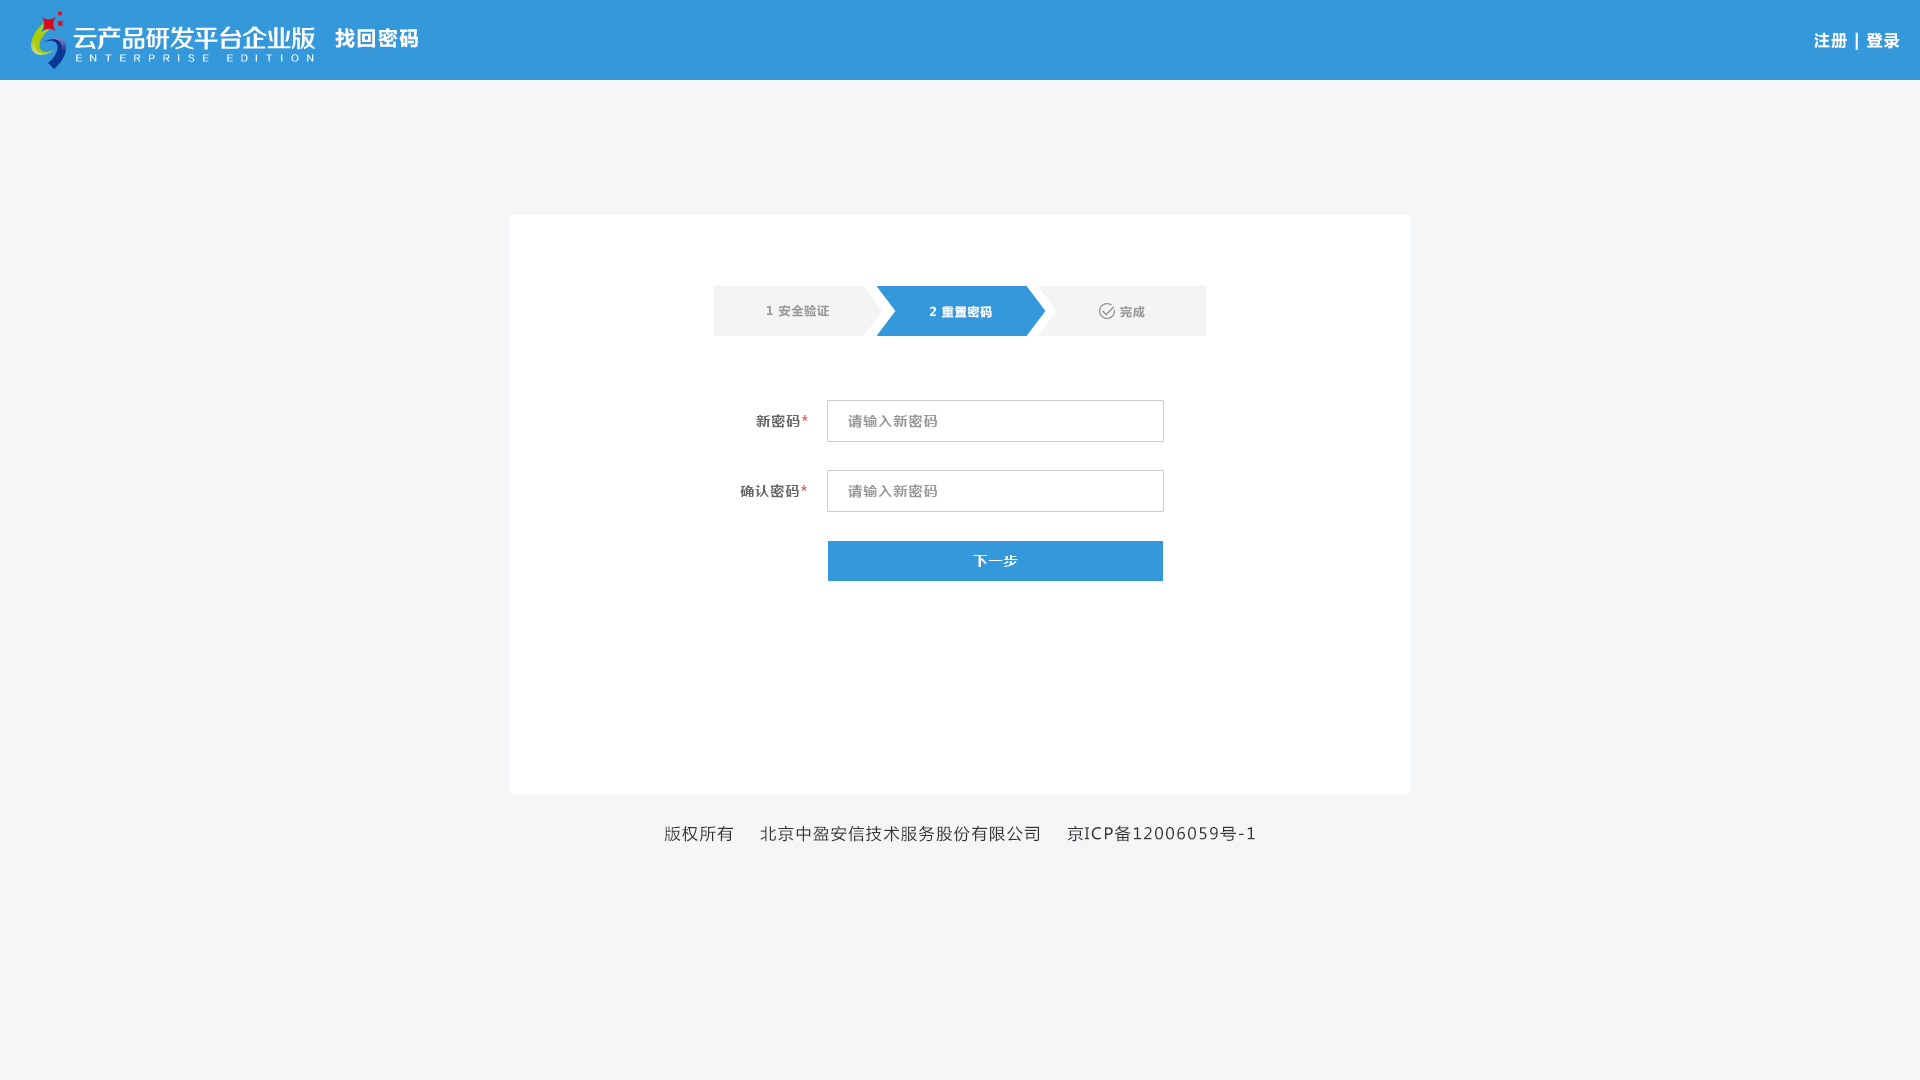 云产品研发平台企业版 找回密码
ENTERPRISE EDITION
注册 | 登录
1 安全验证 2 重置密码 完成
新密码* 请输入新密码
确认密码* 请输入新密码
下一步
版权所有 北京中盈安信技术服务股份有限公司 京ICP备12006059号-1